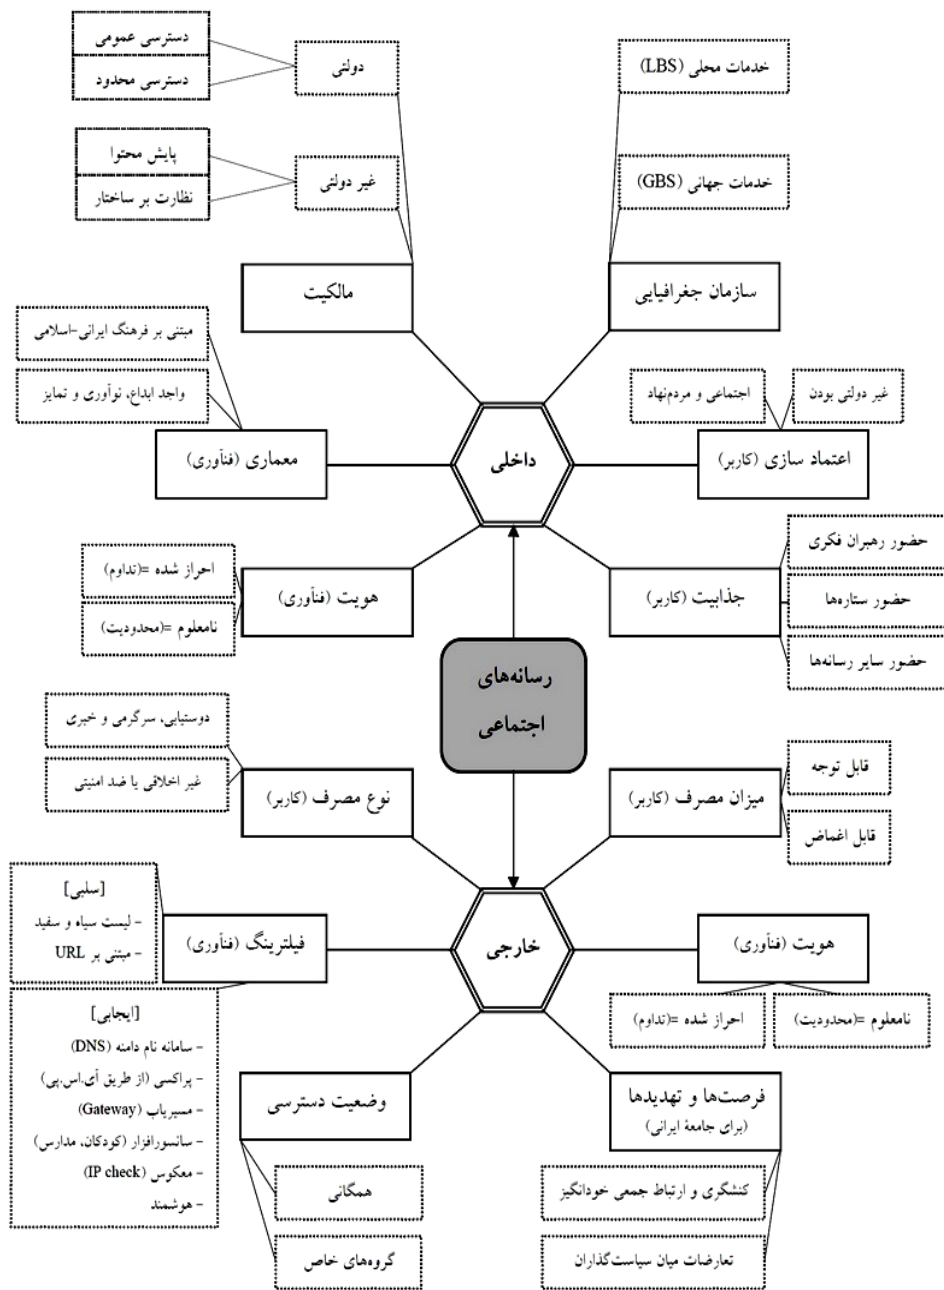 خدمات محلی (LBS)
دولتی
دسترسی عمومی
دسترسی محدود
خدمات جهانی (GBS)
غیر دولتی
پایش محتوا
نظارت بر ساختار
سازمان جغرافیایی
مالکیت
مبتنی بر فرهنگ ایرانی-اسلامی
واجد ابداع، نوآوری و تمایز
غیر دولتی بودن
اجتماعی و مردم‌نهاد
اعتماد سازی (کاربر)
داخلی
معماری (فنآوری)
حضور رهبران فکری
حضور ستاره‌ها
حضور سایر رسانه‌ها
جذابیت (کاربر)
هویت (فنآوری)
احراز شده =(تداوم)
نامعلوم =(محدودیت)
رسانه‌های
اجتماعی
دوستیابی، سرگرمی و خبری
غیر اخلاقی یا ضد امنیتی
قابل توجه
قابل اغماض
میزان مصرف (کاربر)
نوع مصرف (کاربر)
هویت (فنآوری)
خارجی
فیلترینگ (فنآوری)
[سلبی]
- لیست سیاه و سفید
- مبتنی بر URL
نامعلوم =(محدودیت)
احراز شده =(تداوم)
[ایجابی]
- سامانه نام دامنه (DNS)
- پراکسی (از طریق آی.اس.پی)
- مسیریاب (Gateway)
- سانسورافزار (کودکان، مدارس)
- معکوس (IP check)
- هوشمند
فرصت‌ها و تهدیدها
(برای جامعۀ ایرانی)
وضعیت دسترسی
کنشگری و ارتباط جمعی خودانگیز
همگانی
تعارضات میان سیاست‌گذاران
گروه‌های خاص